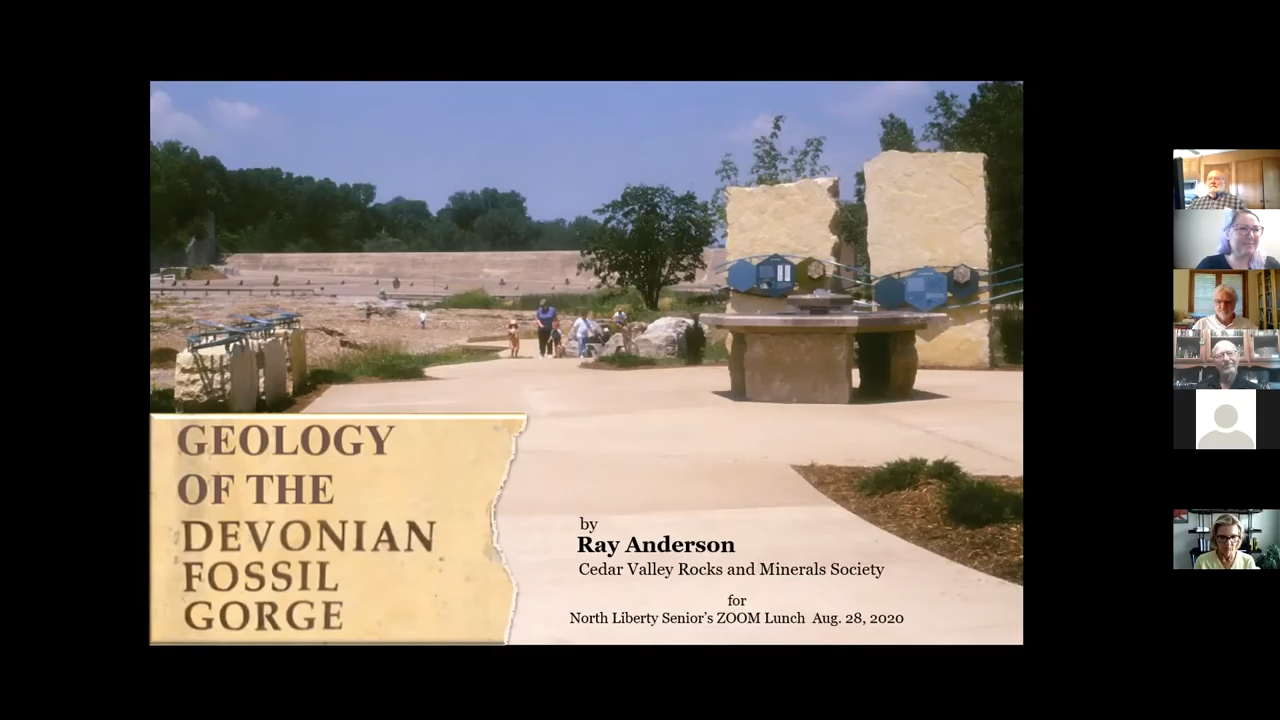 GEOLOGY
OF THE
DEVONIAN
FOSSIL
GORGE
by
Ray Anderson
Cedar Valley Rocks and Minerals Society
for
North Liberty Senior's ZOOM Lunch Aug. 28, 2020